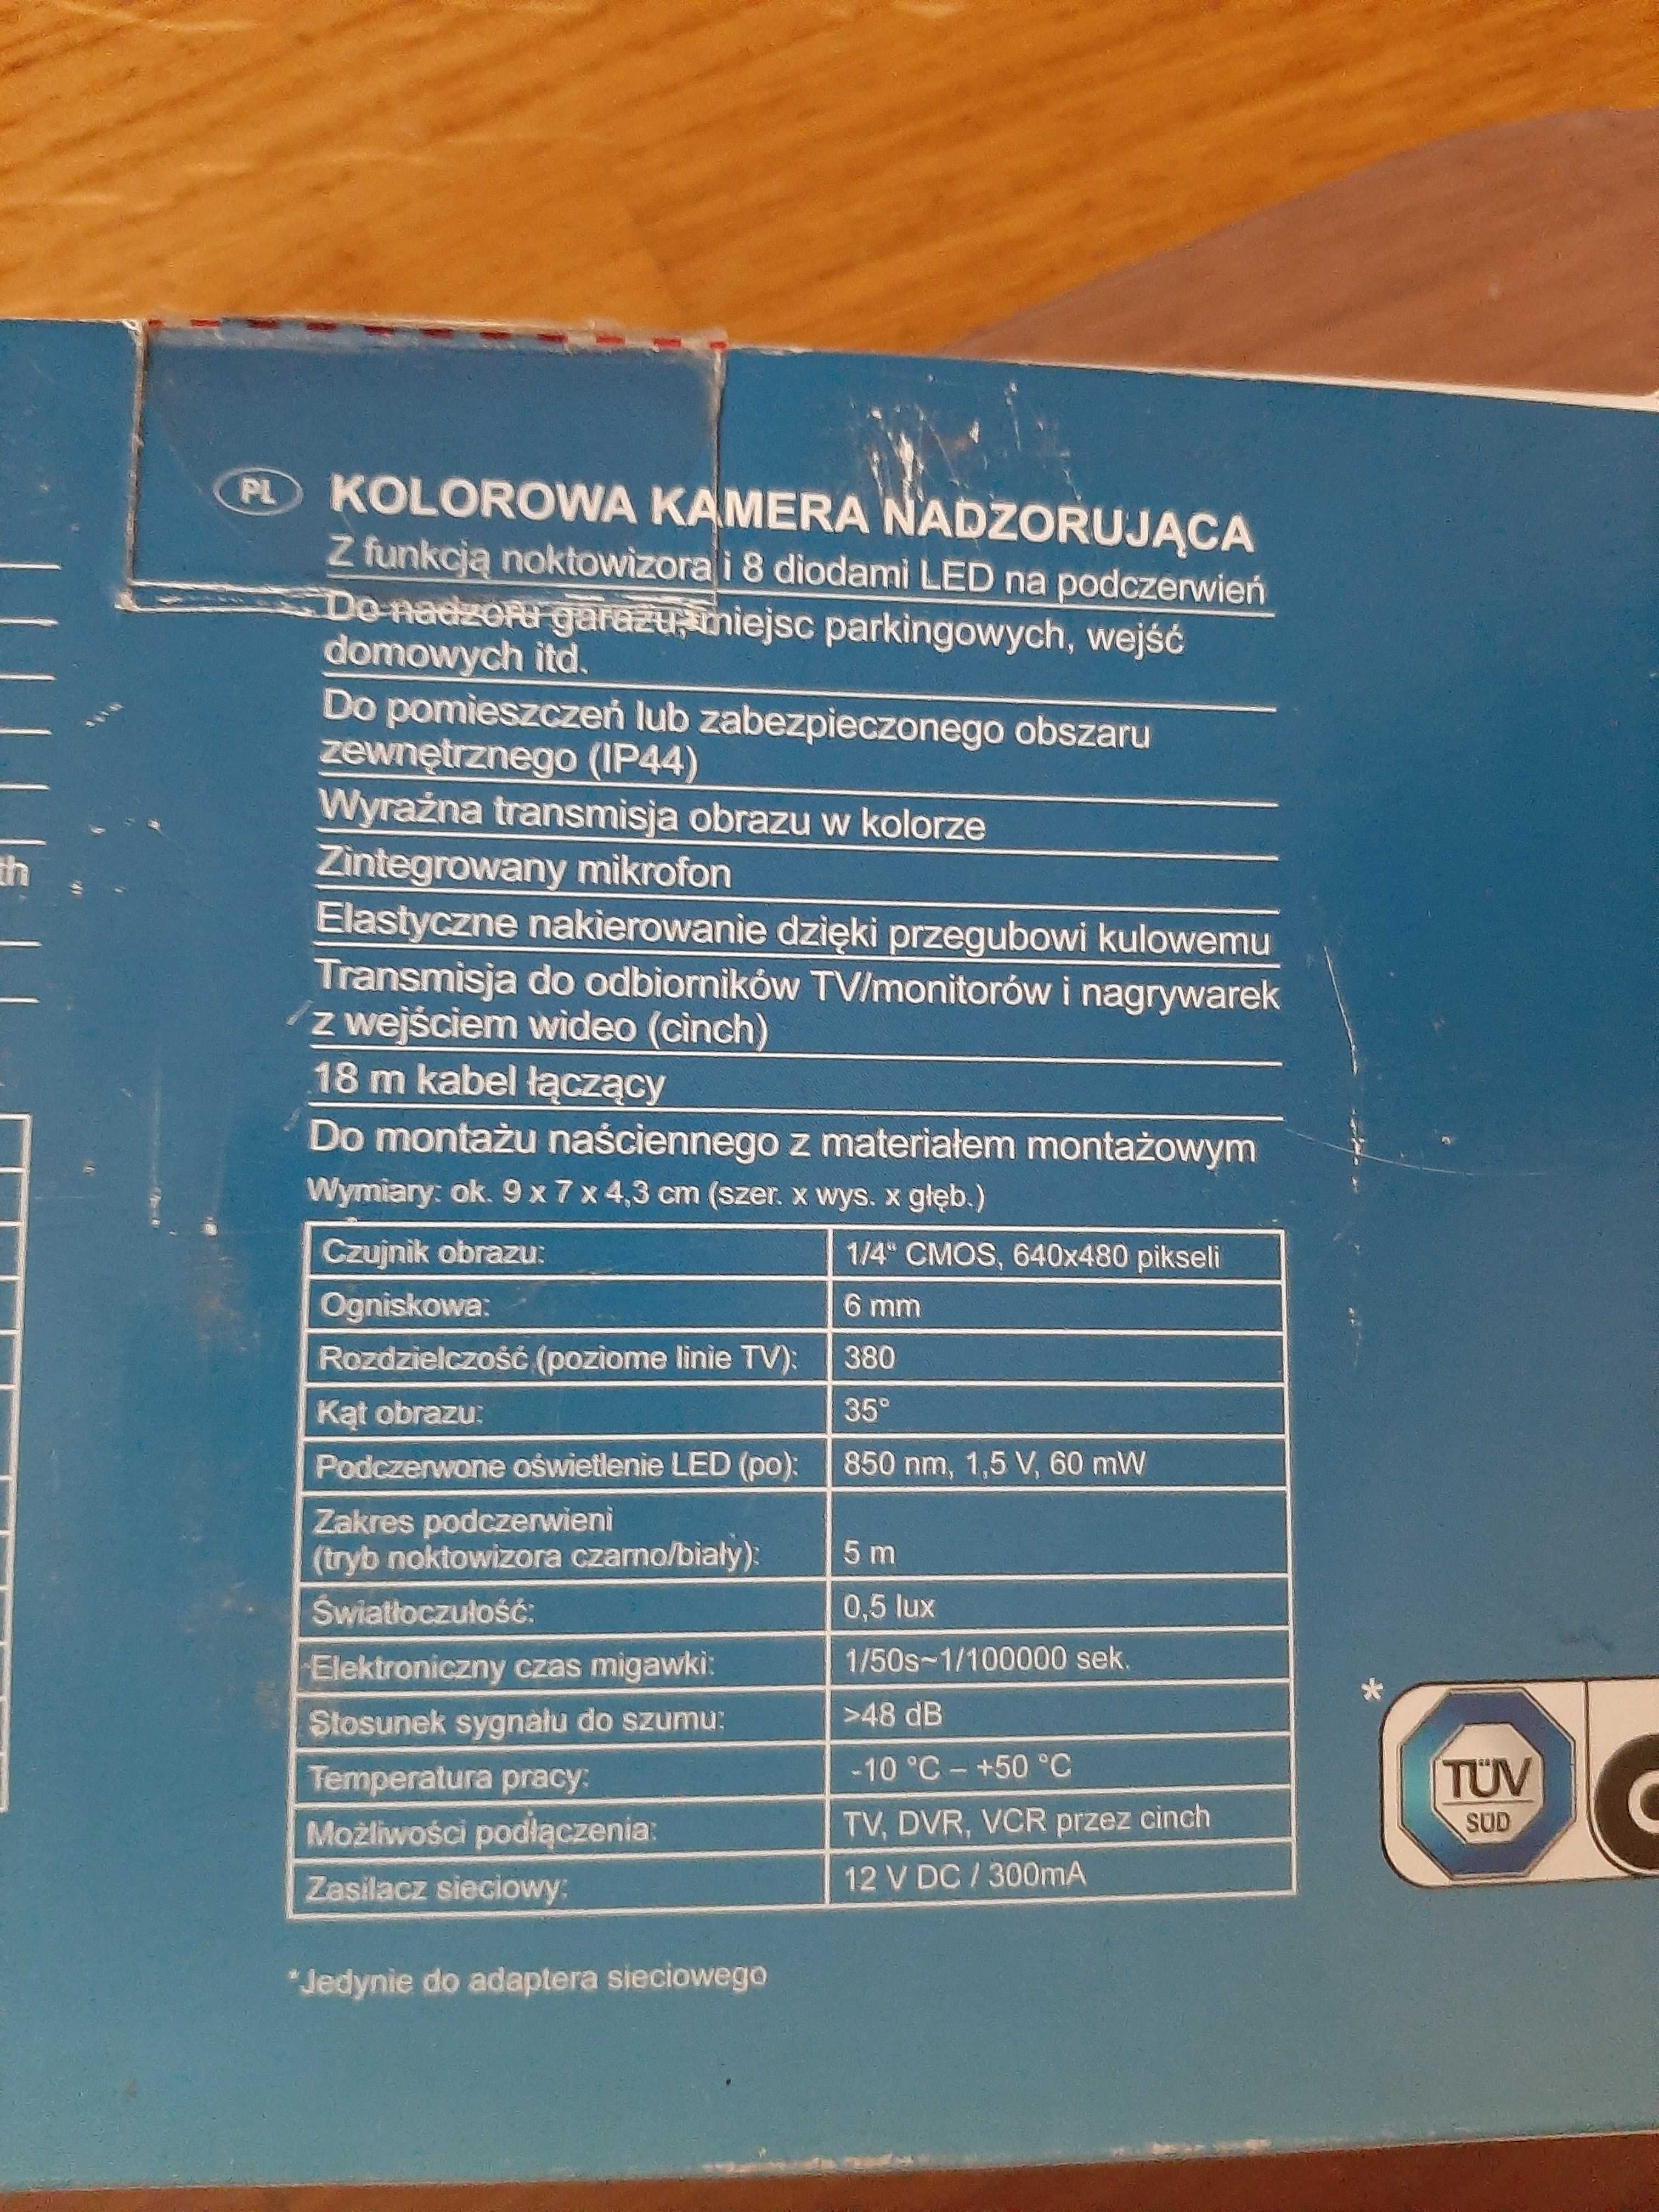 PL KOLOROWA KAMERA NADZORUJĄCA
Z funkcją noktowizora i 8 diodami LED na podczerwień
Do nadzoru garażu, miejsc parkingowych, wejść
domowych itd.
Do pomieszczeń lub zabezpieczonego obszaru
zewnętrznego (IP44)
Wyraźna transmisja obrazu w kolorze
Zintegrowany mikrofon
Elastyczne nakierowanie dzięki przegubowi kulowemu
Transmisja do odbiorników TV/monitorów i nagrywarek
z wejściem wideo (cinch)
18 m kabel łączący
Do montażu naściennego z materiałem montażowym
Wymiary: ok. 9 x 7 x 4,3 cm (szer. x wys. x głęb.)
Czujnik obrazu: 1/4“ CMOS, 640x480 pikseli
Ogniskowa: 6 mm
Rozdzielczość (poziome linie TV): 380
Kąt obrazu: 35°
Podczerwone oświetlenie LED (po): 850 nm, 1,5 V, 60 mW
Zakres podczerwieni
(tryb noktowizora czarno/biały): 5 m
Światłoczułość: 0,5 lux
Elektroniczny czas migawki: 1/50s~1/100000 sek.
Stosunek sygnału do szumu: >48 dB
Temperatura pracy: -10 °C – +50 °C
Możliwości podłączenia: TV, DVR, VCR przez cinch
Zasilacz sieciowy: 12 V DC / 300mA
*Jedynie do adaptera sieciowego
th
*
TÜV
SÜD